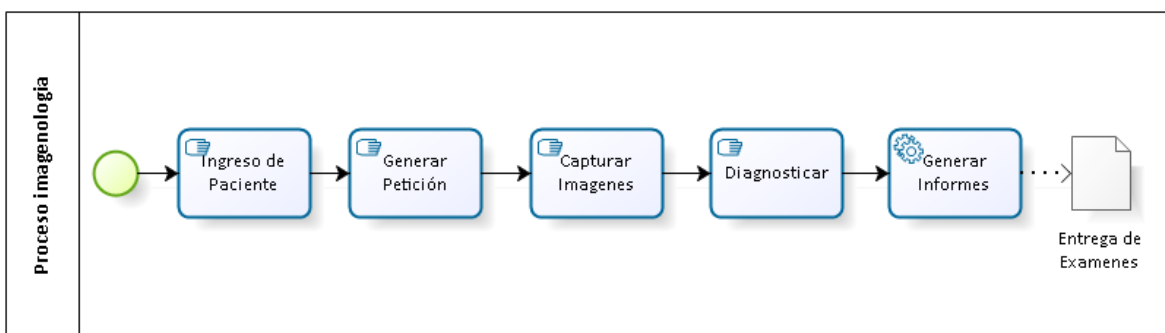 Proceso imagenologia
Ingreso de
Paciente
Generar
Petición
Capturar
Imagenes
Diagnosticar
Generar
Informes
Entrega de
Examenes